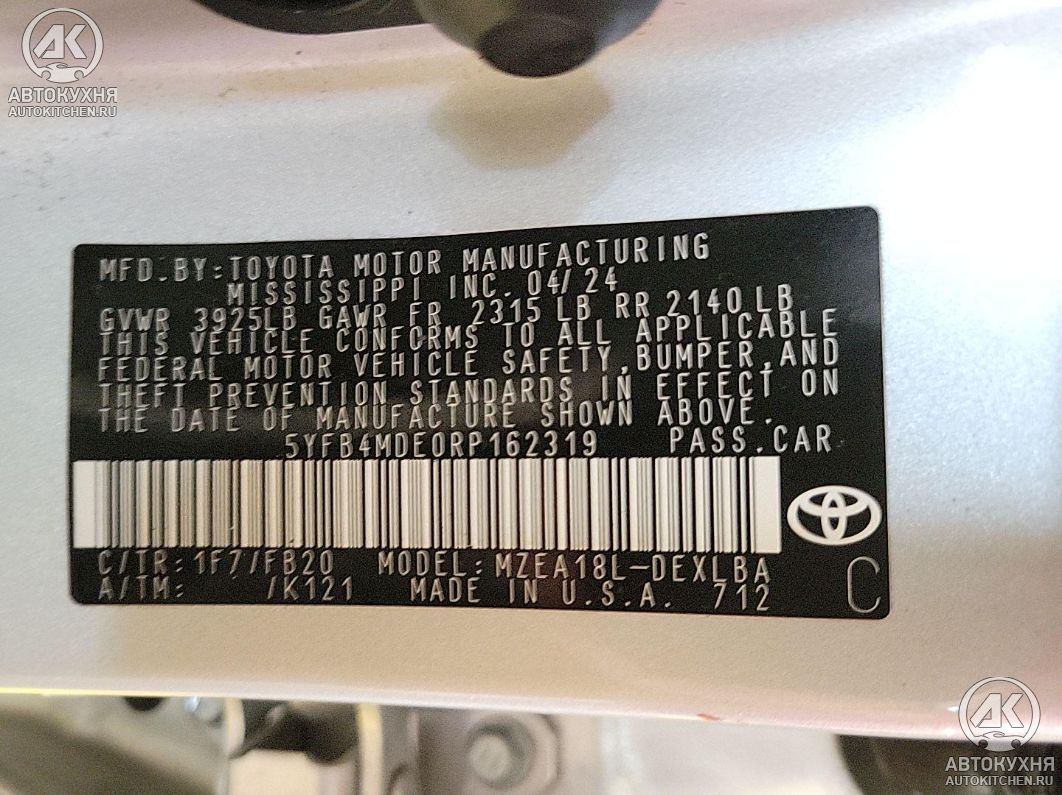 АК
АВТОКУХНЯ
AUTOKITCHEN.RU
MFD.BY:TOYOTA MOTOR MANUFACTURING
MISSISSIPPI INC. 04/24
GVWR 3925LB GAWR FR 2315 LB RR 2140 LB
THIS VEHICLE CONFORMS TO ALL APPLICABLE
FEDERAL MOTOR VEHICLE SAFETY,BUMPER,AND
THEFT PREVENTION STANDARDS IN EFFECT ON
THE DATE OF MANUFACTURE SHOWN ABOVE.
5YFB4MDE0RP162319 PASS.CAR
C/TR: 1F7/FB20 MODEL: MZEA18L-DEXLBA
A/TM: /K121 MADE IN U.S.A. 712
C
АК
АВТОКУХНЯ
AUTOKITCHEN.RU